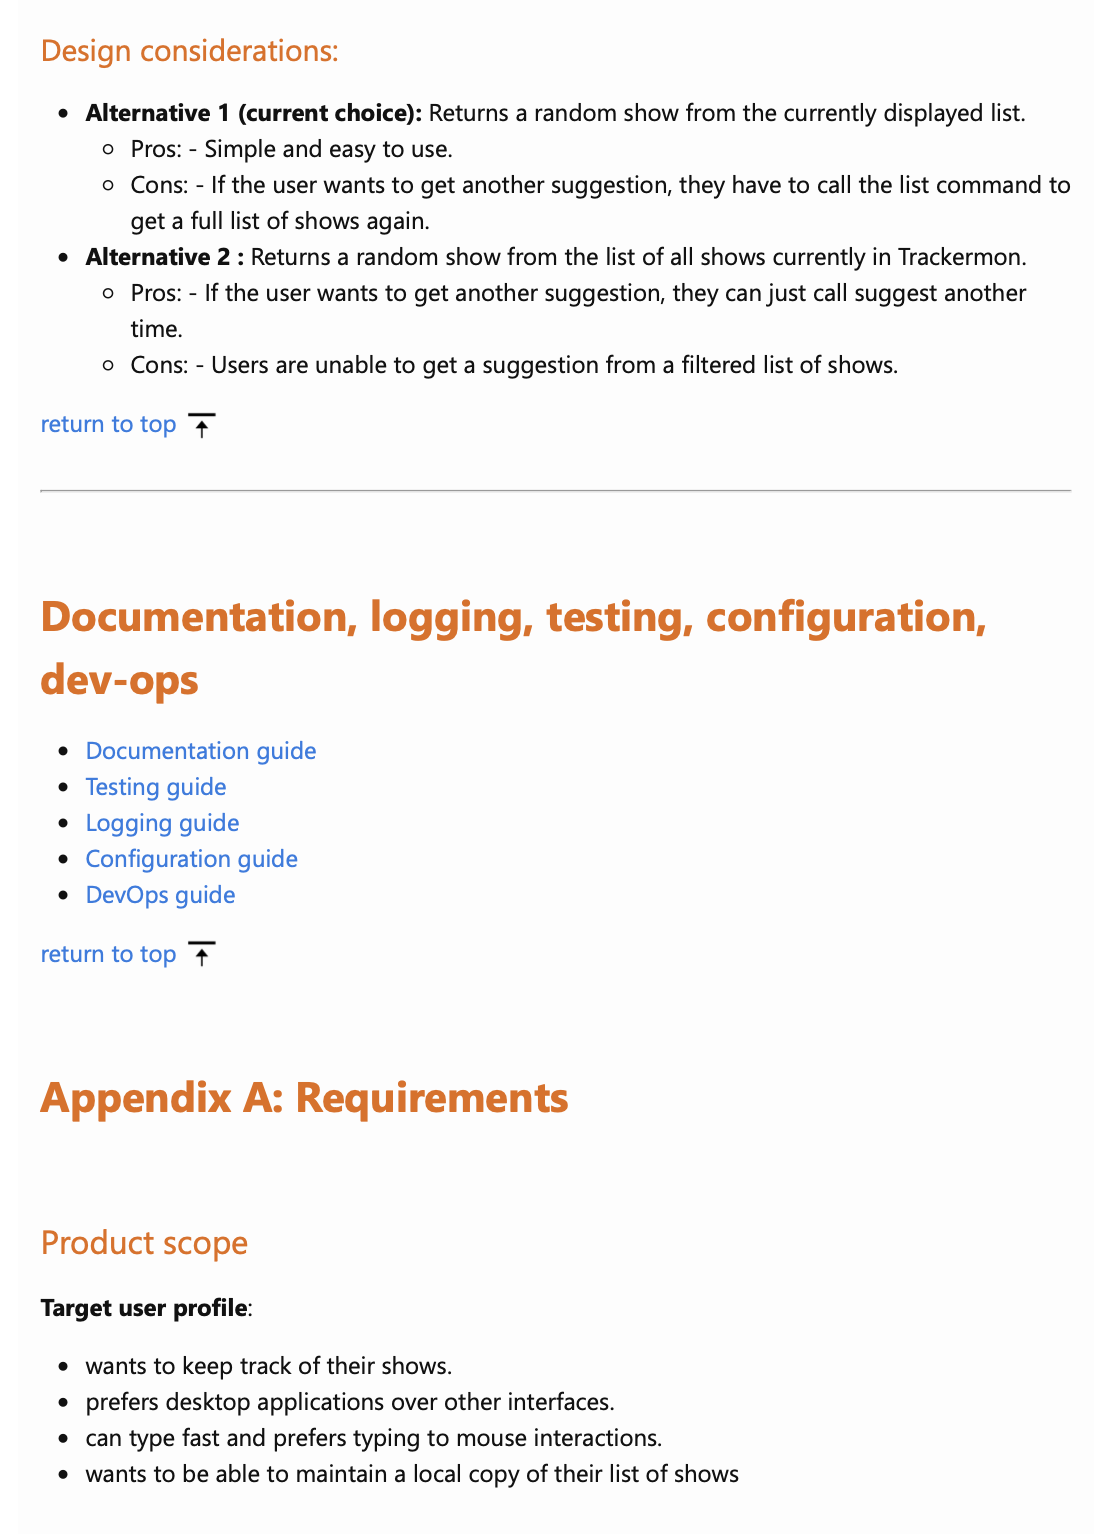 Design considerations:
• Alternative 1 (current choice): Returns a random show from the currently displayed list.
○ Pros: - Simple and easy to use.
○ Cons: - If the user wants to get another suggestion, they have to call the list command to
get a full list of shows again.
• Alternative 2 : Returns a random show from the list of all shows currently in Trackermon.
○ Pros: - If the user wants to get another suggestion, they can just call suggest another
time.
○ Cons: - Users are unable to get a suggestion from a filtered list of shows.
return to top
Documentation, logging, testing, configuration,
dev-ops
• Documentation guide
• Testing guide
• Logging guide
• Configuration guide
• DevOps guide
return to top
Appendix A: Requirements
Product scope
Target user profile:
• wants to keep track of their shows.
• prefers desktop applications over other interfaces.
• can type fast and prefers typing to mouse interactions.
• wants to be able to maintain a local copy of their list of shows